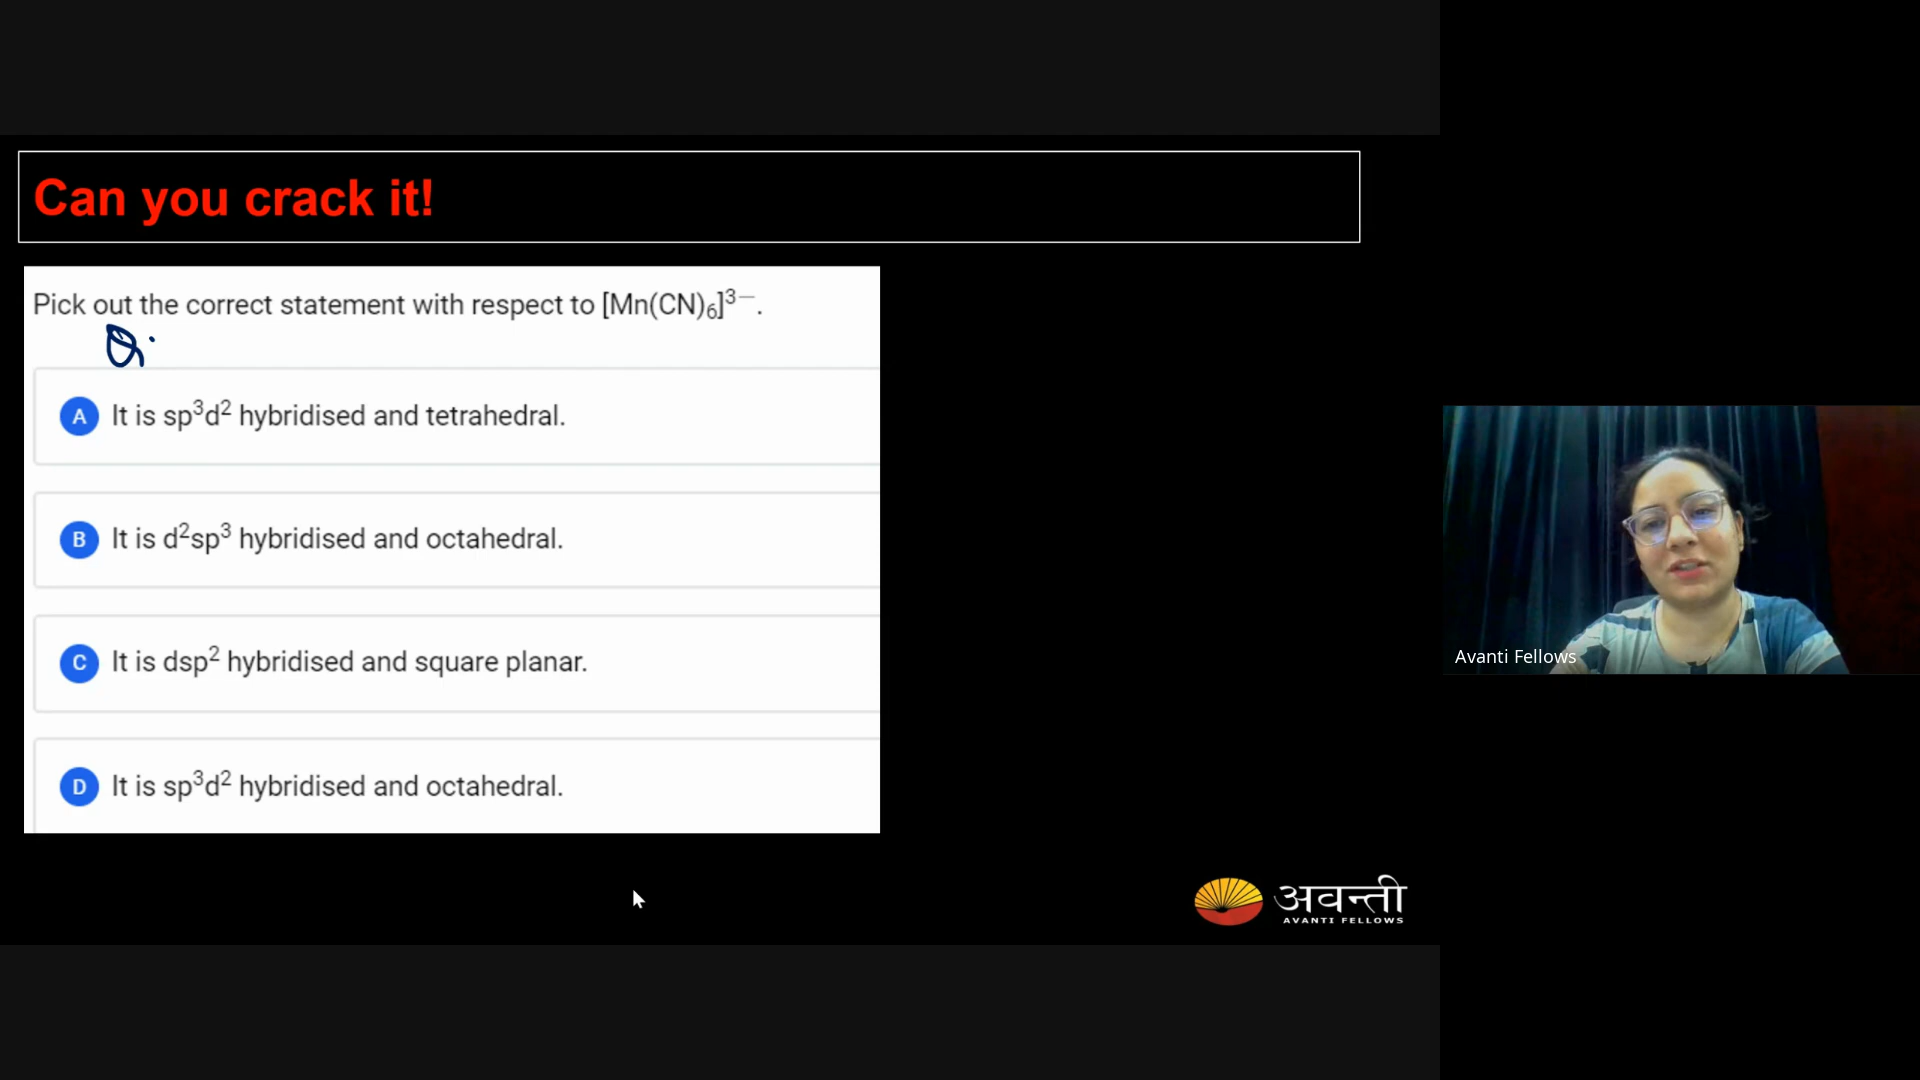 Can you crack it!
Pick out the correct statement with respect to [Mn(CN)₆]³⁻.
Q.
A It is sp³d² hybridised and tetrahedral.
B It is d²sp³ hybridised and octahedral.
C It is dsp² hybridised and square planar.
D It is sp³d² hybridised and octahedral.
Avanti Fellows
अवन्ती
AVANTI FELLOWS